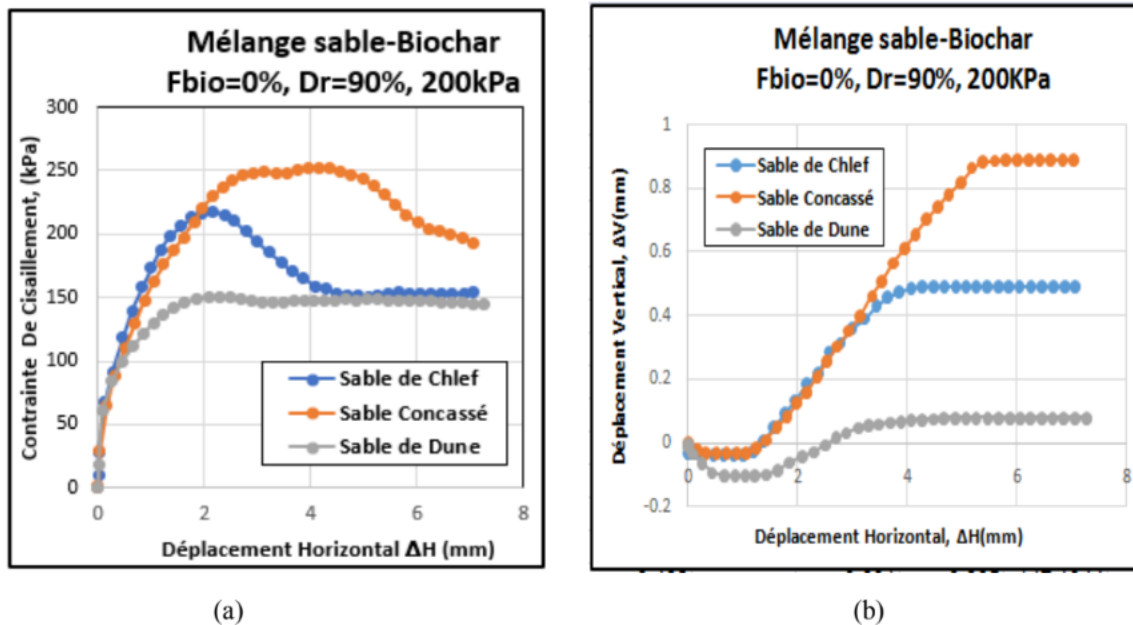 Mélange sable-Biochar
Fbio=0%, Dr=90%, 200kPa
300
250
200
150
100
50
0
0 2 4 6 8
Contrainte De Cisaillement, (kPa)
Déplacement Horizontal ΔH (mm)
Sable de Chlef
Sable Concassé
Sable de Dune
(a)
Mélange sable-Biochar
Fbio=0%, Dr=90%, 200KPa
1
0.8
0.6
0.4
0.2
0
-0.2
0 2 4 6 8
Déplacement Vertical, ΔV(mm)
Déplacement Horizontal, ΔH(mm)
Sable de Chlef
Sable Concassé
Sable de Dune
(b)